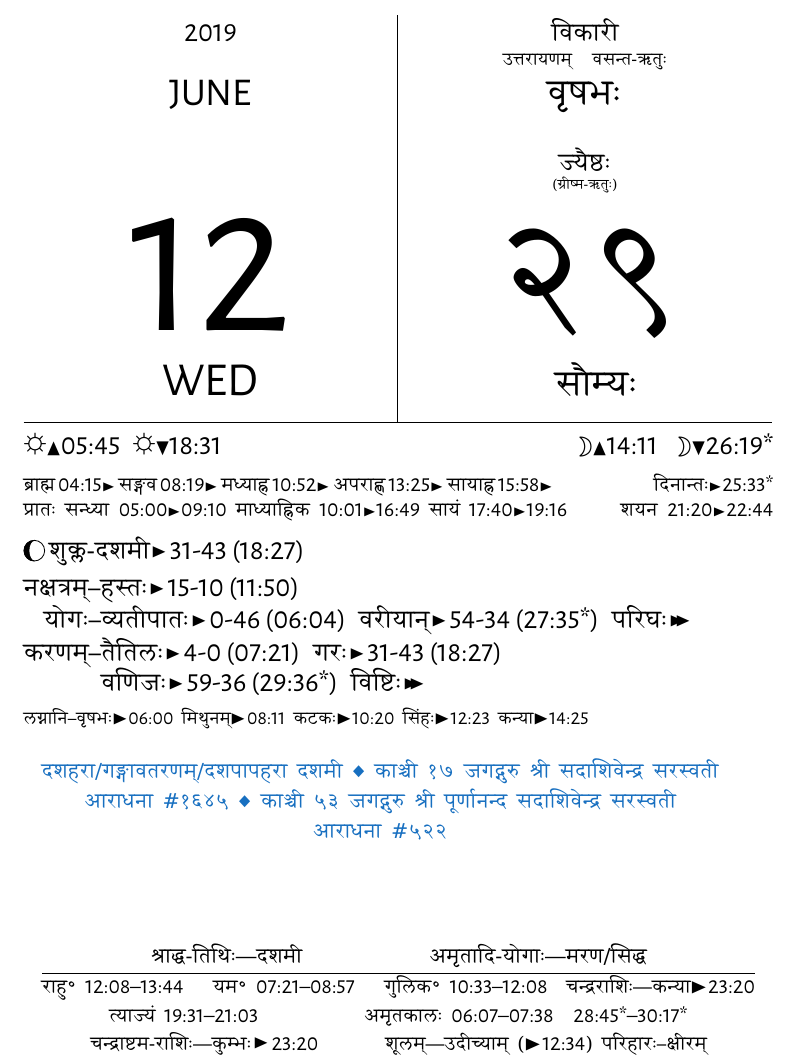 2019
JUNE
12
WED
विकारी
उत्तरायणम् वसन्त-ऋतुः
वृषभः
ज्यैष्ठः
(ग्रीष्म-ऋतुः)
२९
सौम्यः
☼▲05:45 ☼▼18:31 ☽▲14:11 ☽▼26:19*
ब्राह्म 04:15► सङ्गव 08:19► मध्याह्न 10:52► अपराह्ण 13:25► सायाह्न 15:58► दिनान्तः►25:33*
प्रातः सन्ध्या 05:00►09:10 माध्याह्निक 10:01►16:49 सायं 17:40►19:16 शयन 21:20►22:44
शुक्ल-दशमी►31-43 (18:27)
नक्षत्रम्–हस्तः►15-10 (11:50)
योगः–व्यतीपातः►0-46 (06:04) वरीयान्►54-34 (27:35*) परिघः►►
करणम्–तैतिलः►4-0 (07:21) गरः►31-43 (18:27)
वणिजः►59-36 (29:36*) विष्टिः►►
लग्नानि–वृषभः►06:00 मिथुनम्►08:11 कटकः►10:20 सिंहः►12:23 कन्या►14:25
दशहरा/गङ्गावतरणम्/दशपापहरा दशमी ◆ काञ्ची १७ जगद्गुरु श्री सदाशिवेन्द्र सरस्वती
आराधना #१६४५ ◆ काञ्ची ५३ जगद्गुरु श्री पूर्णानन्द सदाशिवेन्द्र सरस्वती
आराधना #५२२
श्राद्ध-तिथिः—दशमी अमृतादि-योगाः—मरण/सिद्ध
राहु॰ 12:08–13:44 यम॰ 07:21–08:57 गुलिक॰ 10:33–12:08 चन्द्रराशिः—कन्या►23:20
त्याज्यं 19:31–21:03 अमृतकालः 06:07–07:38 28:45*–30:17*
चन्द्राष्टम-राशिः—कुम्भः►23:20 शूलम्—उदीच्याम् (►12:34) परिहारः–क्षीरम्